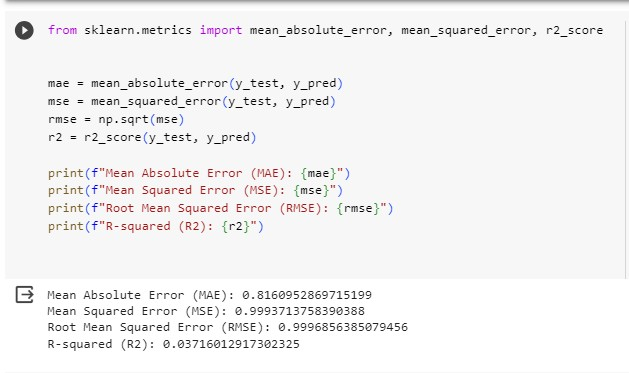 from sklearn.metrics import mean_absolute_error, mean_squared_error, r2_score
mae = mean_absolute_error(y_test, y_pred)
mse = mean_squared_error(y_test, y_pred)
rmse = np.sqrt(mse)
r2 = r2_score(y_test, y_pred)
print(f"Mean Absolute Error (MAE): {mae}")
print(f"Mean Squared Error (MSE): {mse}")
print(f"Root Mean Squared Error (RMSE): {rmse}")
print(f"R-squared (R2): {r2}")
Mean Absolute Error (MAE): 0.8160952869715199
Mean Squared Error (MSE): 0.9993713758390388
Root Mean Squared Error (RMSE): 0.9996856385079456
R-squared (R2): 0.03716012917302325